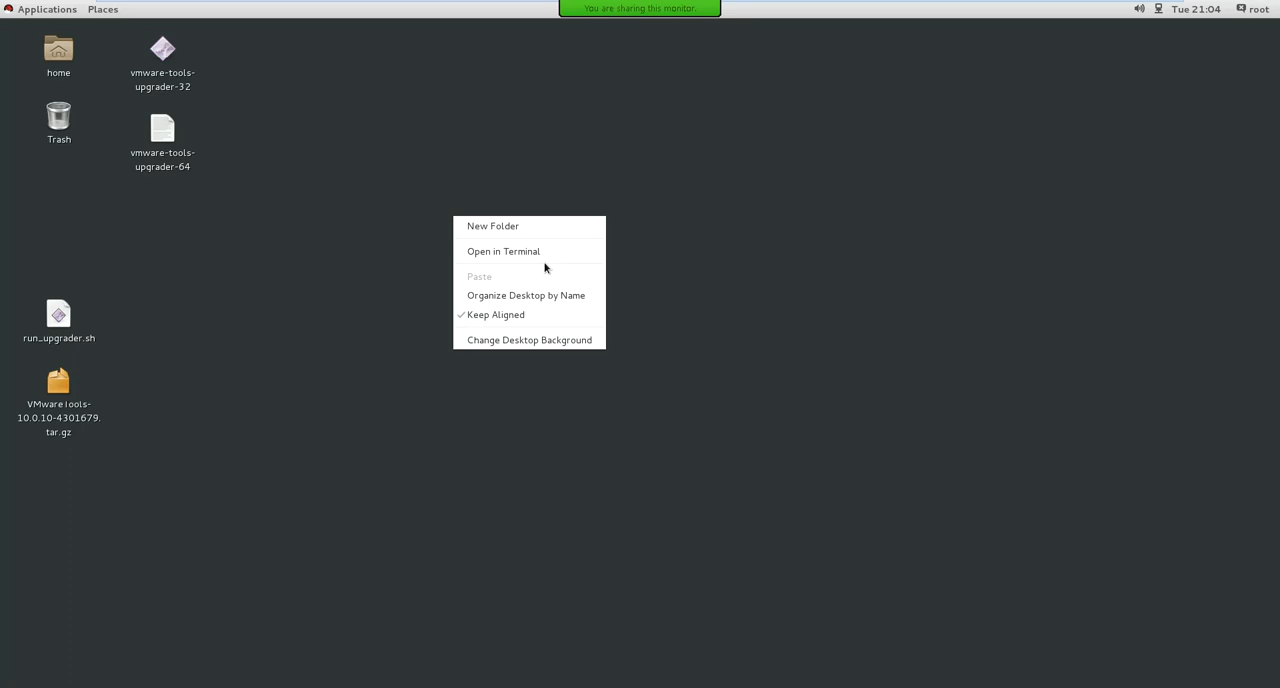 Applications Places
You are sharing this monitor.
Tue 21:04 root
home
vmware-tools-
upgrader-32
Trash
vmware-tools-
upgrader-64
New Folder
Open in Terminal
Paste
Organize Desktop by Name
Keep Aligned
Change Desktop Background
run_upgrader.sh
VMwareTools-
10.0.10-4301679.
tar.gz